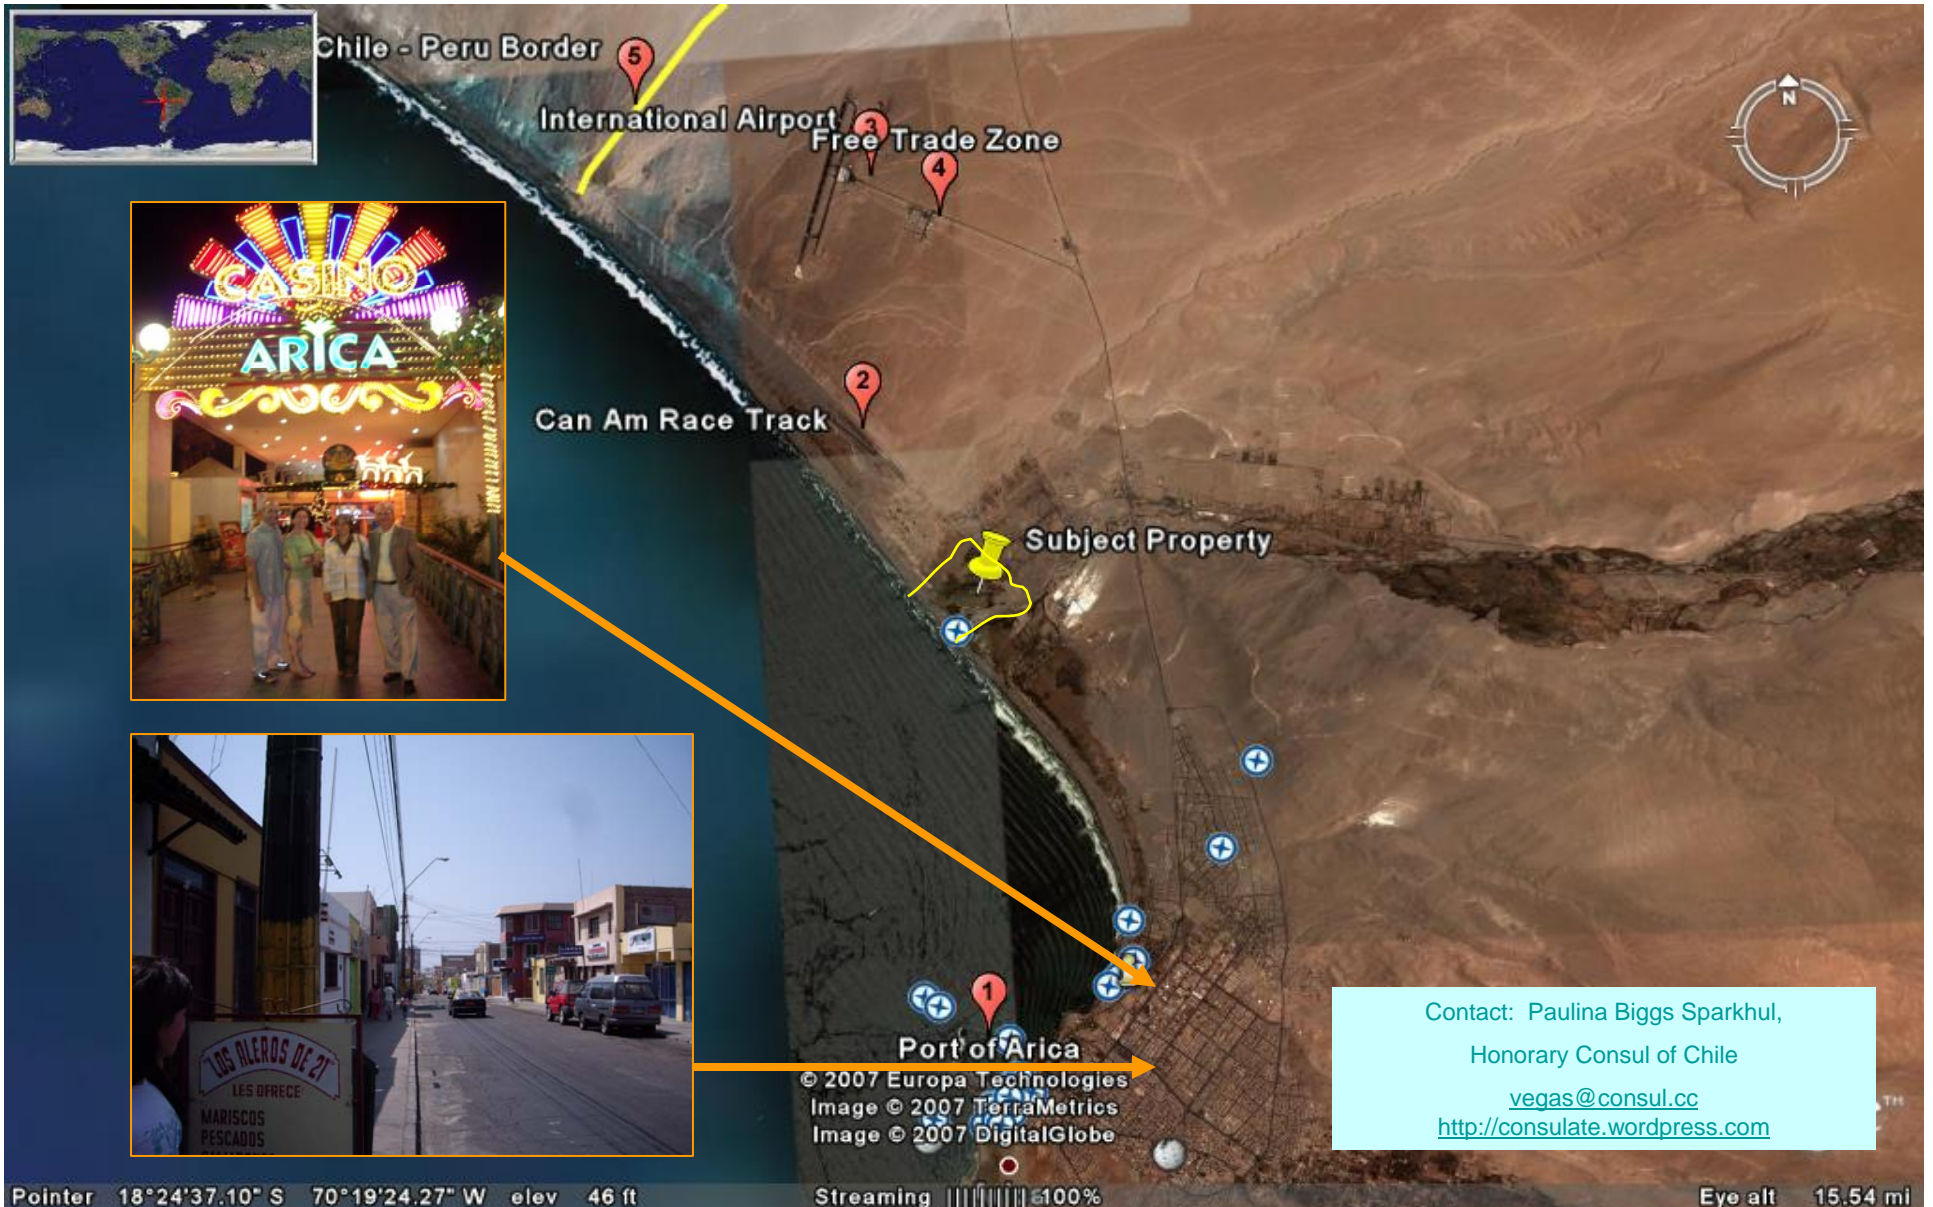 Chile - Peru Border
5
International Airport
3
Free Trade Zone
4
N
CASINO
ARICA
2
Can Am Race Track
Subject Property
1
Port of Arica
© 2007 Europa Technologies
Image © 2007 TerraMetrics
Image © 2007 DigitalGlobe
"LOS ALEROS DE 21"
LES OFRECE
MARISCOS
PESCADOS
Contact: Paulina Biggs Sparkhul,
Honorary Consul of Chile
vegas@consul.cc
http://consulate.wordpress.com
TM
Pointer 18°24'37.10" S 70°19'24.27" W elev 46 ft
Streaming ||||||||| 100%
Eye alt 15.54 mi